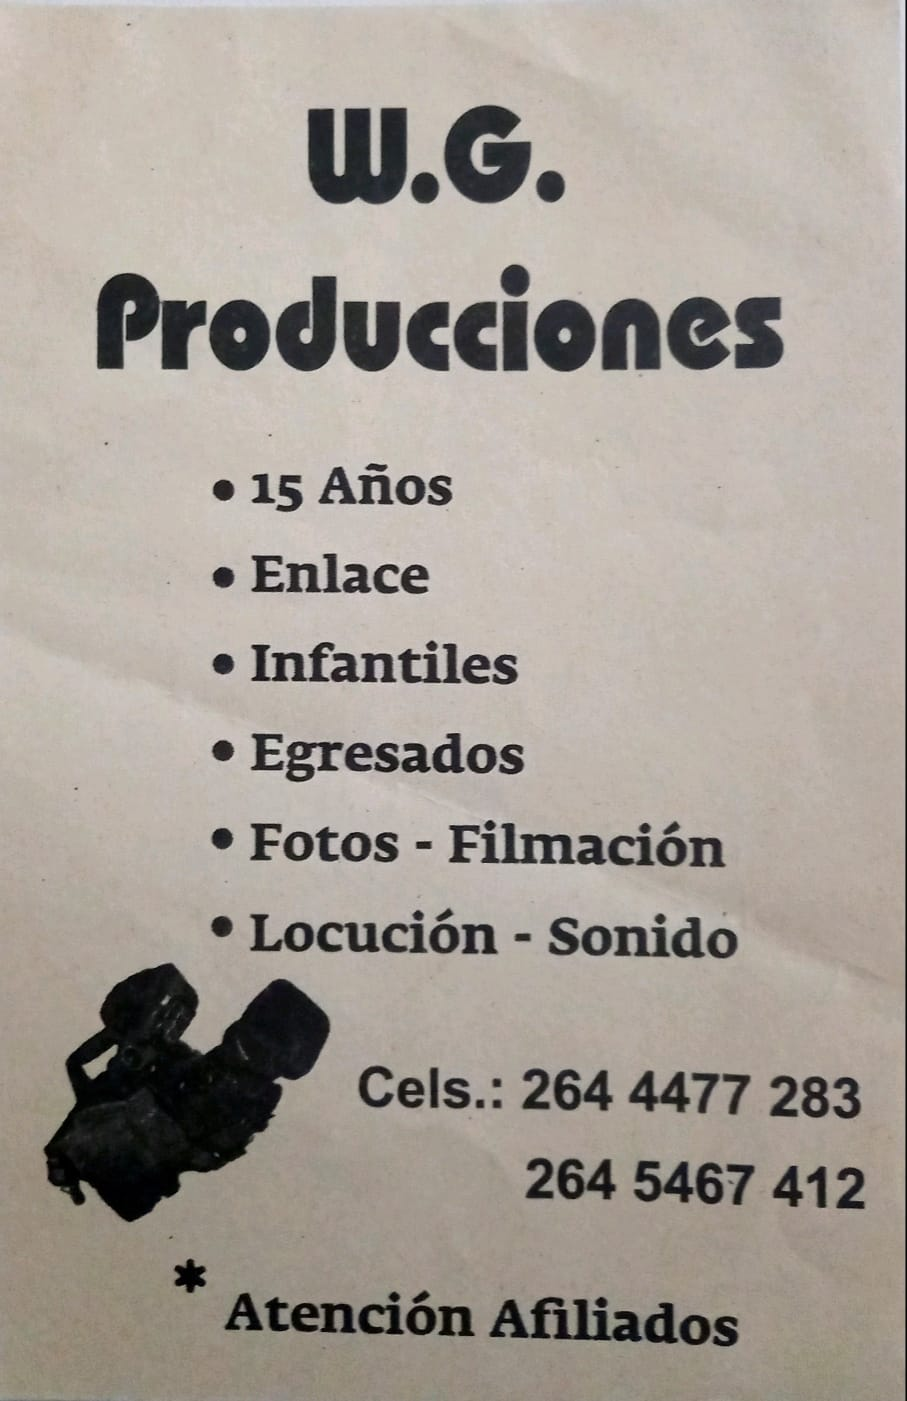 W.G.
Producciones
• 15 Años
• Enlace
• Infantiles
• Egresados
• Fotos - Filmación
• Locución - Sonido
Cels.: 264 4477 283
264 5467 412
* Atención Afiliados